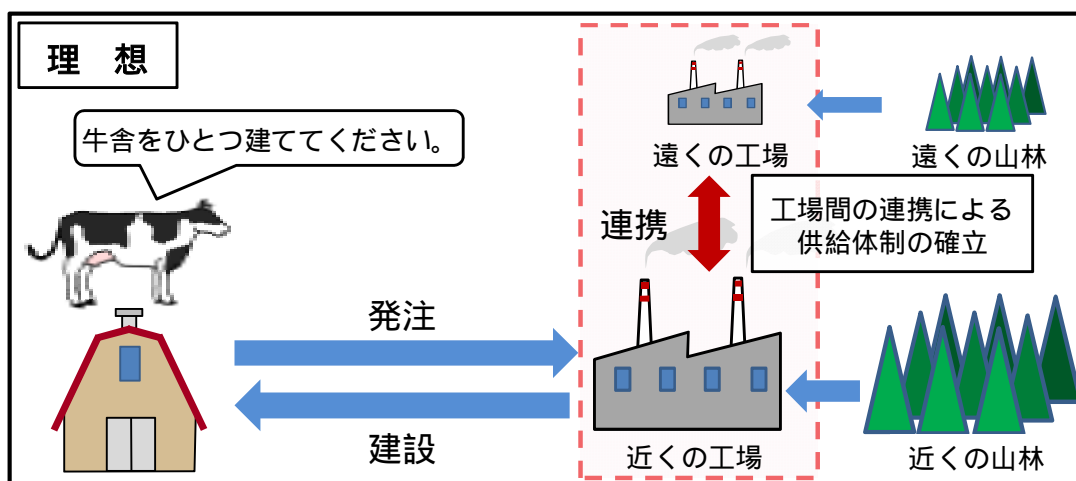 理 想
牛舎をひとつ建ててください。
遠くの工場
遠くの山林
連携
工場間の連携による
供給体制の確立
発注
建設
近くの工場
近くの山林